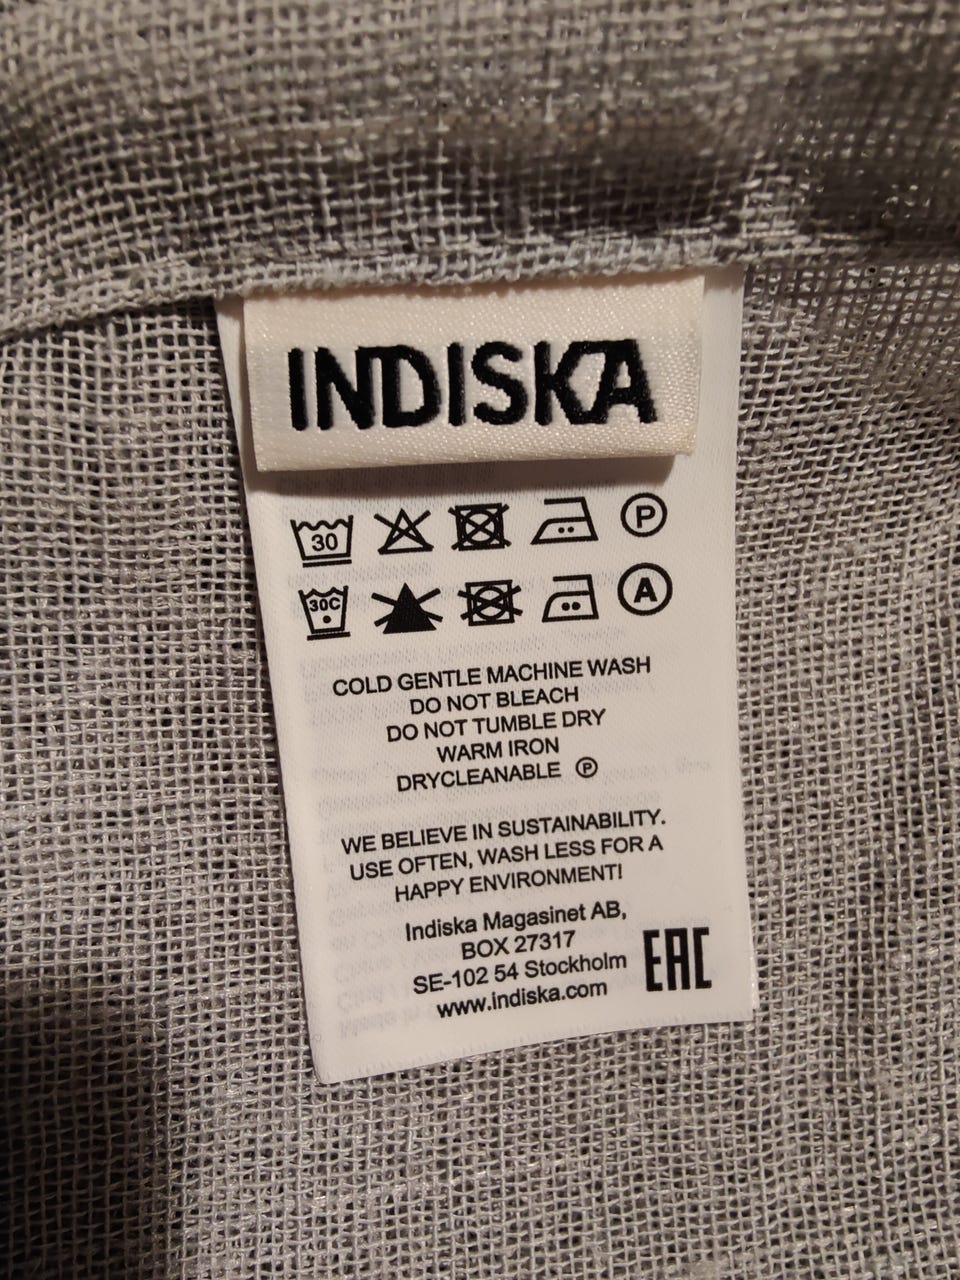 INDISKA
30 P
30C A
COLD GENTLE MACHINE WASH
DO NOT BLEACH
DO NOT TUMBLE DRY
WARM IRON
DRYCLEANABLE Ⓟ
WE BELIEVE IN SUSTAINABILITY.
USE OFTEN, WASH LESS FOR A
HAPPY ENVIRONMENT!
Indiska Magasinet AB,
BOX 27317
SE-102 54 Stockholm
www.indiska.com
EAC